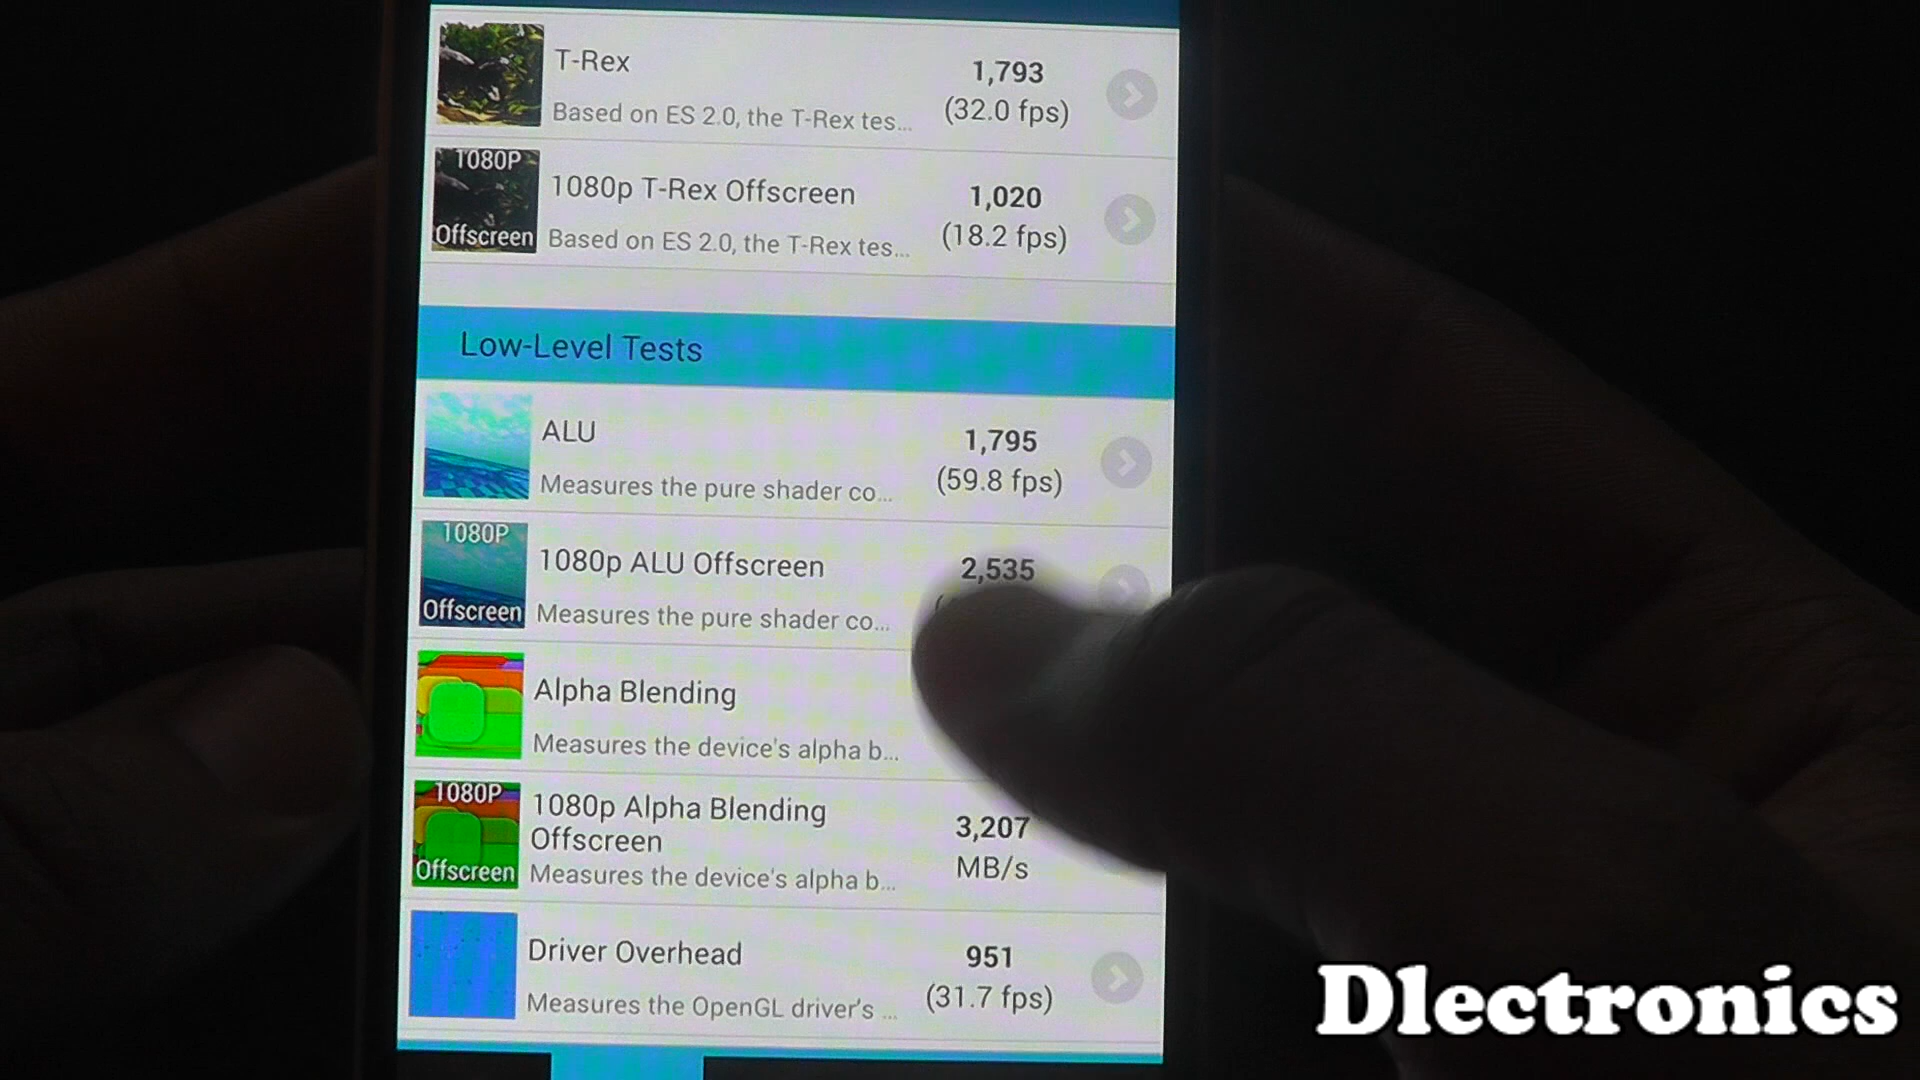 T-Rex
1,793
Based on ES 2.0, the T-Rex tes...
(32.0 fps)
1080P
Offscreen
1080p T-Rex Offscreen
1,020
Based on ES 2.0, the T-Rex tes...
(18.2 fps)
Low-Level Tests
ALU
1,795
Measures the pure shader co...
(59.8 fps)
1080P
Offscreen
1080p ALU Offscreen
2,535
Measures the pure shader co...
Alpha Blending
Measures the device's alpha b...
1080P
Offscreen
1080p Alpha Blending
Offscreen
3,207
MB/s
Measures the device's alpha b...
Driver Overhead
951
Measures the OpenGL driver's ...
(31.7 fps)
Dlectronics